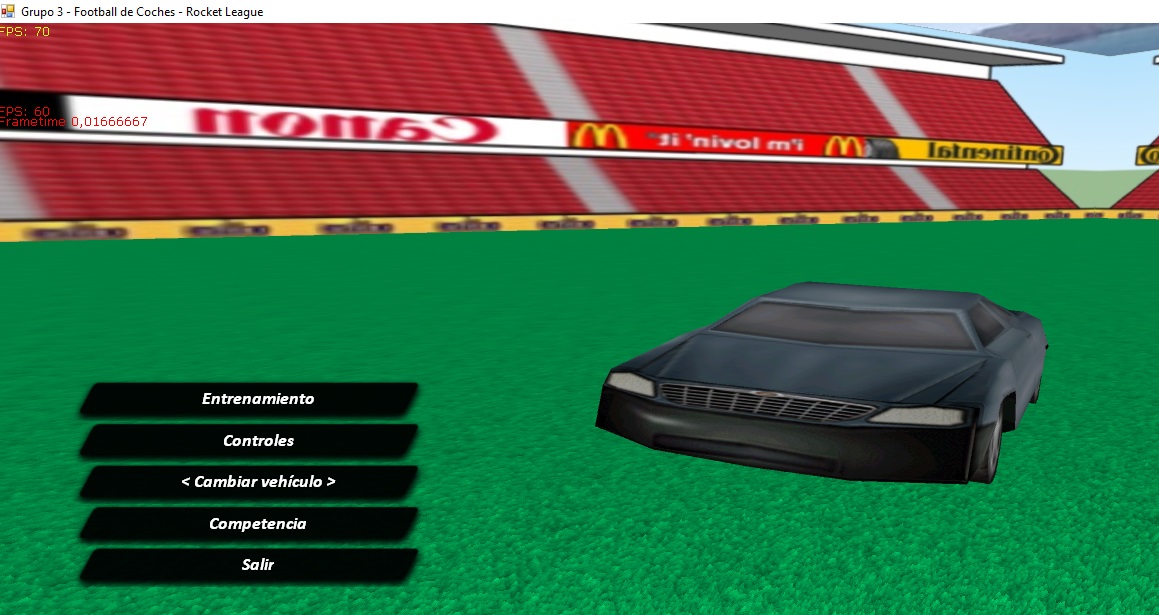 Grupo 3 - Football de Coches - Rocket League
FPS: 70
FPS: 60
Frametime 0,01666667
Canon
i'm lovin' it
Continental
Entrenamiento
Controles
< Cambiar vehículo >
Competencia
Salir